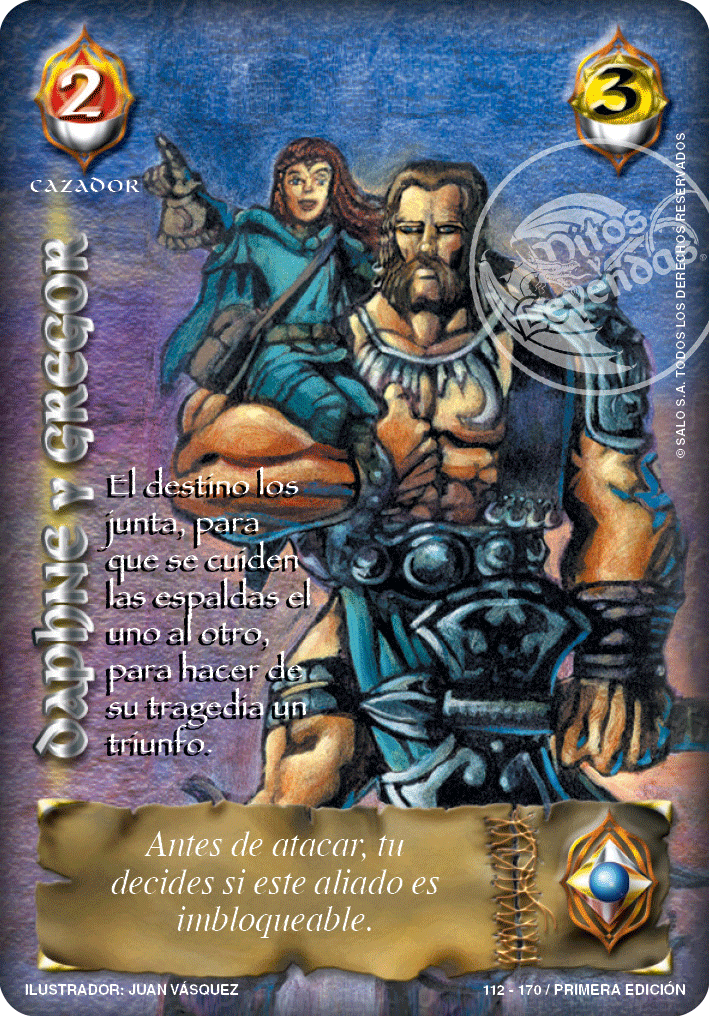 2
3
CAZADOR
Mitos
y
Leyendas
®
© SALO S.A. TODOS LOS DERECHOS RESERVADOS
DAPHNE Y GREGOR
El destino los
junta, para
que se cuiden
las espaldas el
uno al otro,
para hacer de
su tragedia un
triunfo.
Antes de atacar, tu
decides si este aliado es
imbloqueable.
ILUSTRADOR: JUAN VÁSQUEZ
112 - 170 / PRIMERA EDICIÓN